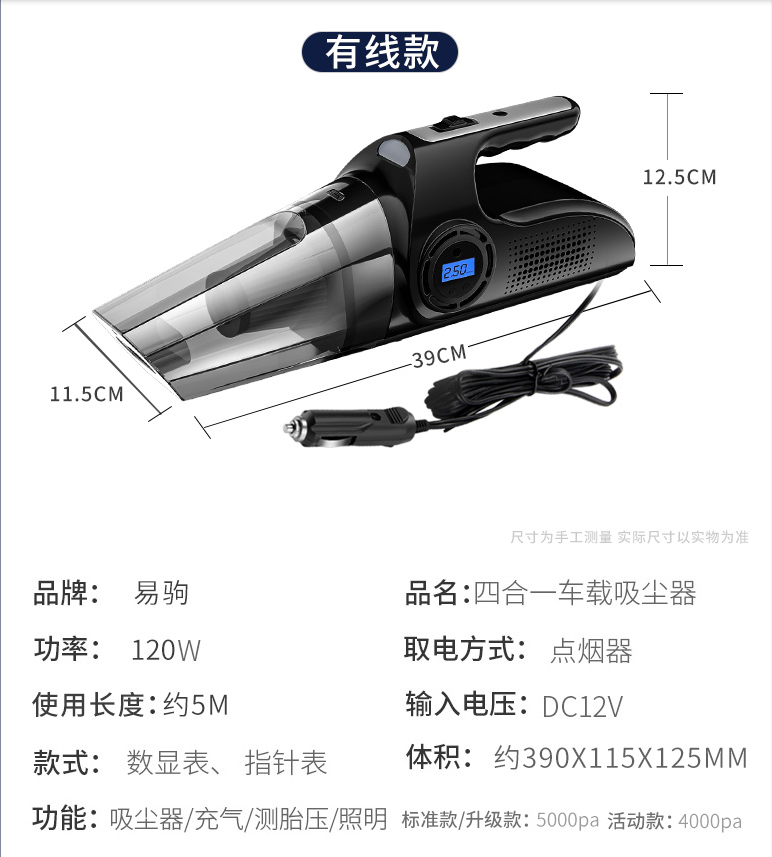 有线款
12.5CM
2.50
39CM
11.5CM
尺寸为手工测量 实际尺寸以实物为准
品牌： 易驹
品名：四合一车载吸尘器
功率： 120W
取电方式： 点烟器
使用长度：约5M
输入电压： DC12V
款式： 数显表、 指针表
体积： 约390X115X125MM
功能：吸尘器/充气/测胎压/照明
标准款/升级款：5000pa 活动款：4000pa